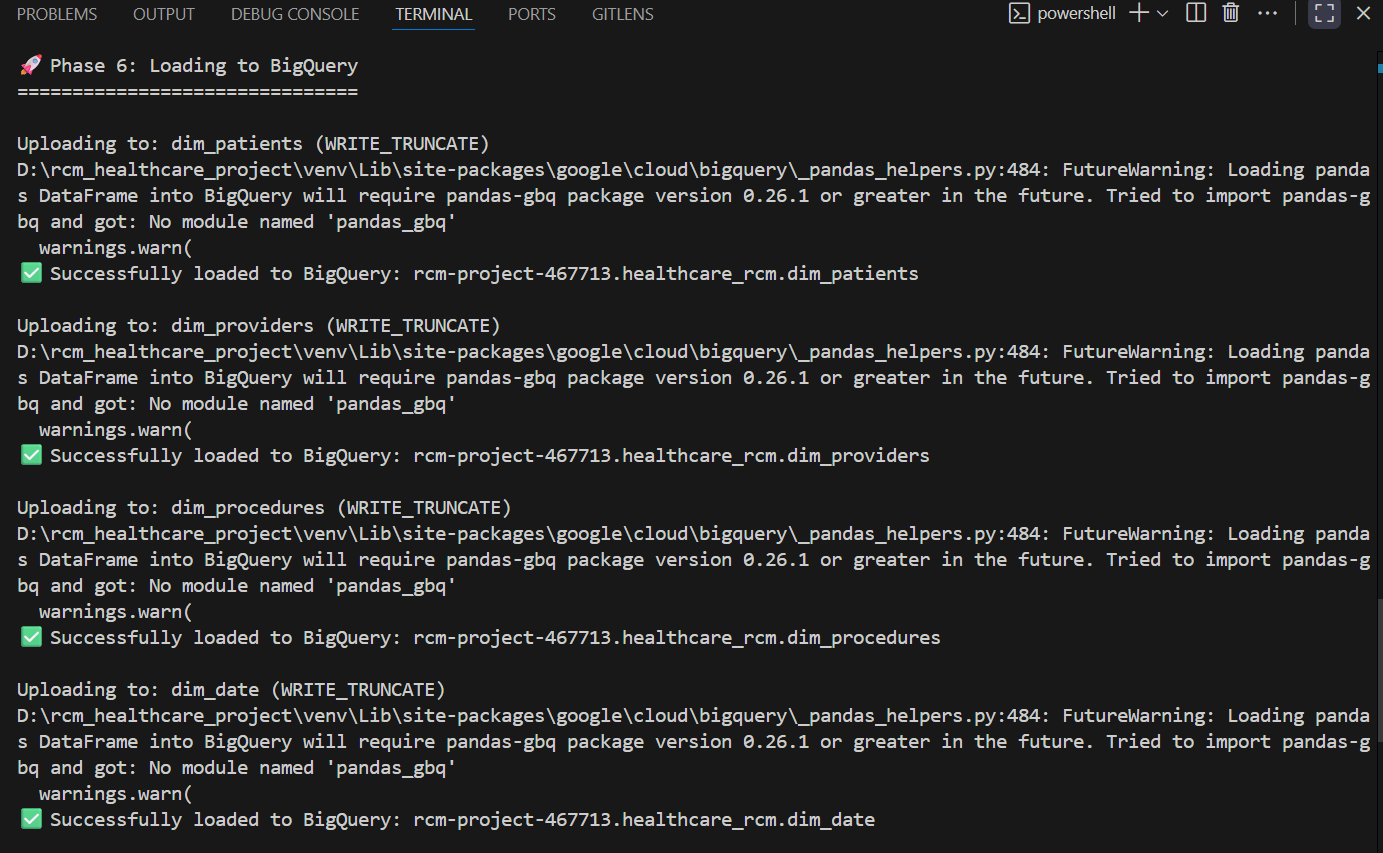 PROBLEMS OUTPUT DEBUG CONSOLE TERMINAL PORTS GITLENS powershell
🚀 Phase 6: Loading to BigQuery
===============================
Uploading to: dim_patients (WRITE_TRUNCATE)
D:\rcm_healthcare_project\venv\Lib\site-packages\google\cloud\bigquery\_pandas_helpers.py:484: FutureWarning: Loading panda
s DataFrame into BigQuery will require pandas-gbq package version 0.26.1 or greater in the future. Tried to import pandas-g
bq and got: No module named 'pandas_gbq'
  warnings.warn(
✅ Successfully loaded to BigQuery: rcm-project-467713.healthcare_rcm.dim_patients
Uploading to: dim_providers (WRITE_TRUNCATE)
D:\rcm_healthcare_project\venv\Lib\site-packages\google\cloud\bigquery\_pandas_helpers.py:484: FutureWarning: Loading panda
s DataFrame into BigQuery will require pandas-gbq package version 0.26.1 or greater in the future. Tried to import pandas-g
bq and got: No module named 'pandas_gbq'
  warnings.warn(
✅ Successfully loaded to BigQuery: rcm-project-467713.healthcare_rcm.dim_providers
Uploading to: dim_procedures (WRITE_TRUNCATE)
D:\rcm_healthcare_project\venv\Lib\site-packages\google\cloud\bigquery\_pandas_helpers.py:484: FutureWarning: Loading panda
s DataFrame into BigQuery will require pandas-gbq package version 0.26.1 or greater in the future. Tried to import pandas-g
bq and got: No module named 'pandas_gbq'
  warnings.warn(
✅ Successfully loaded to BigQuery: rcm-project-467713.healthcare_rcm.dim_procedures
Uploading to: dim_date (WRITE_TRUNCATE)
D:\rcm_healthcare_project\venv\Lib\site-packages\google\cloud\bigquery\_pandas_helpers.py:484: FutureWarning: Loading panda
s DataFrame into BigQuery will require pandas-gbq package version 0.26.1 or greater in the future. Tried to import pandas-g
bq and got: No module named 'pandas_gbq'
  warnings.warn(
✅ Successfully loaded to BigQuery: rcm-project-467713.healthcare_rcm.dim_date